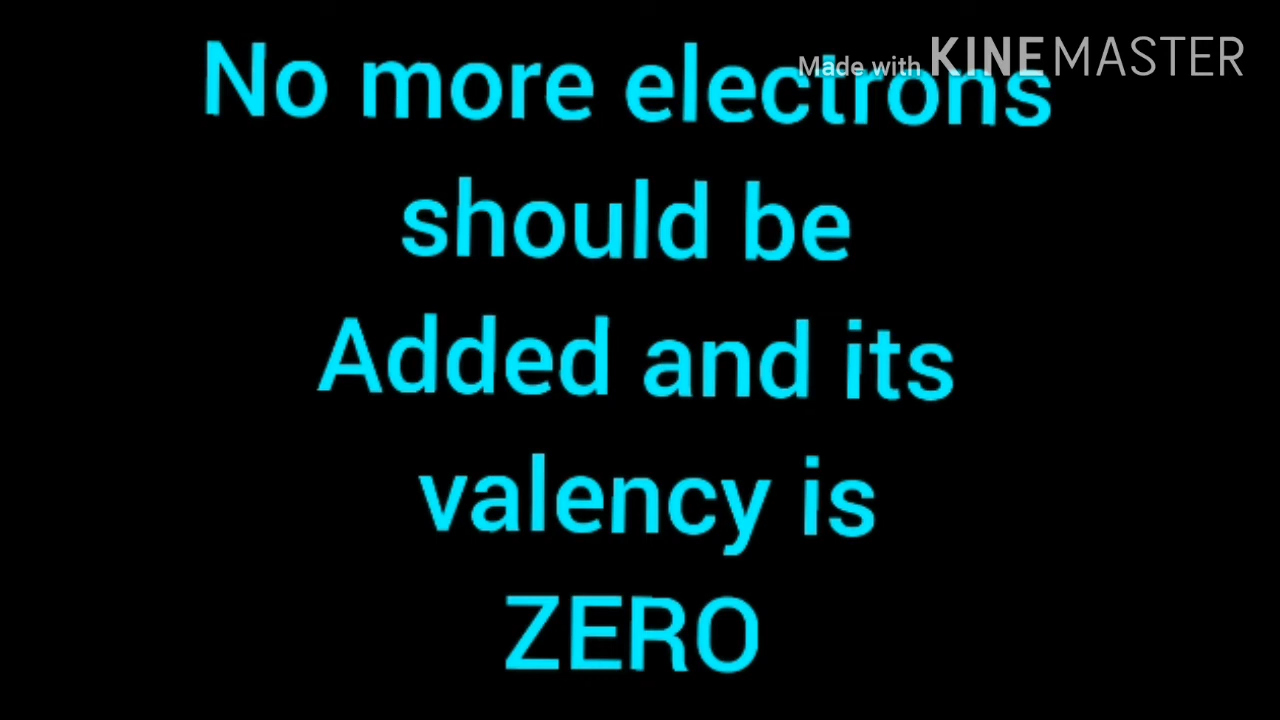 Made with KINEMASTER
No more electrons
should be
Added and its
valency is
ZERO